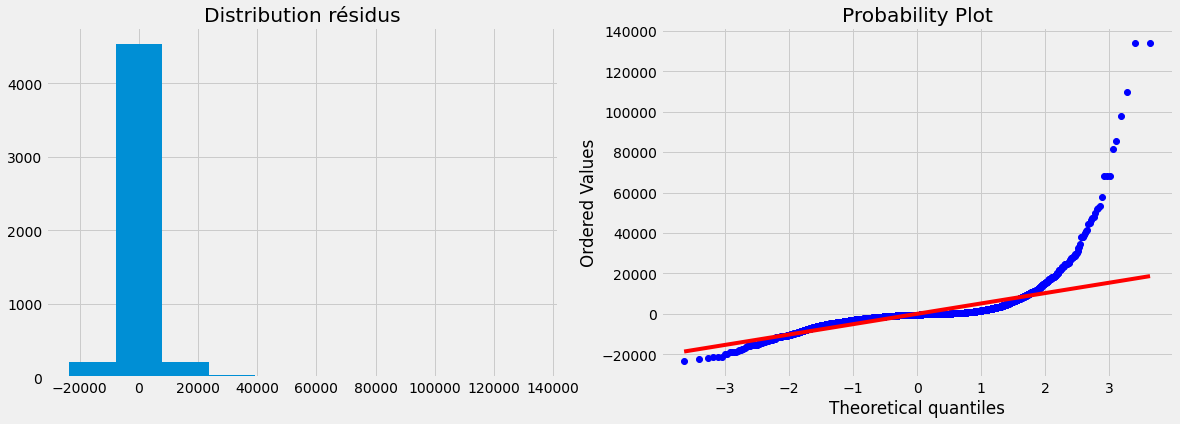 Distribution résidus
4000
3000
2000
1000
0
−20000 0 20000 40000 60000 80000 100000 120000 140000
Probability Plot
Ordered Values
140000
120000
100000
80000
60000
40000
20000
0
−20000
−3 −2 −1 0 1 2 3
Theoretical quantiles